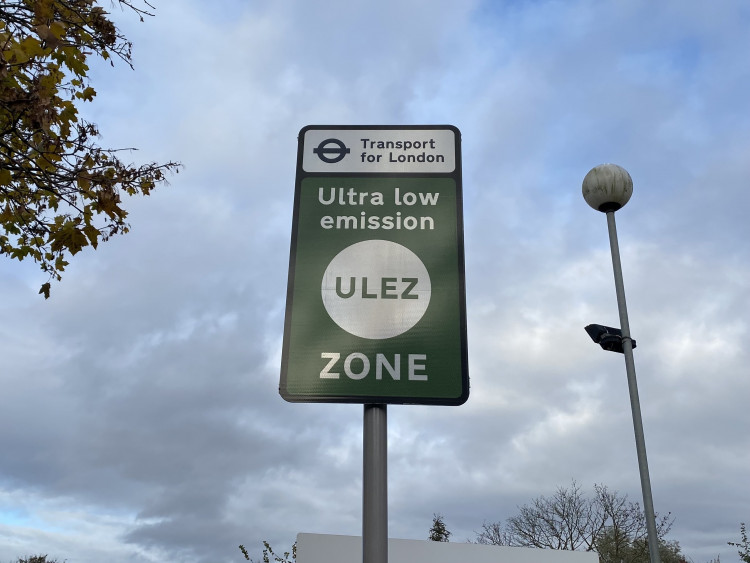 Transport
for London
Ultra low
emission
ULEZ
ZONE